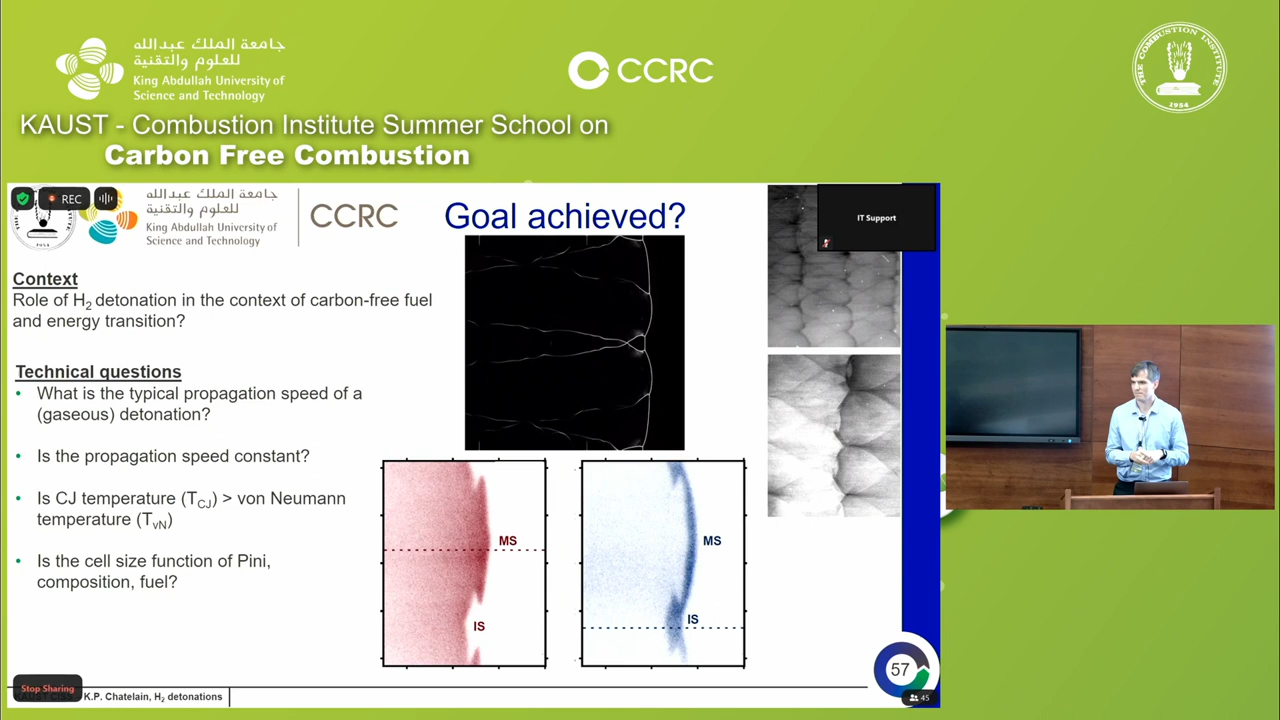 جامعة الملك عبدالله
للعلوم والتقنية
King Abdullah University of
Science and Technology
CCRC
THE COMBUSTION INSTITUTE
1954
KAUST - Combustion Institute Summer School on
Carbon Free Combustion
REC
جامعة الملك عبدالله
للعلوم والتقنية
King Abdullah University of
Science and Technology
CCRC
Goal achieved?
IT Support
Context
Role of H2 detonation in the context of carbon-free fuel
and energy transition?
Technical questions
• What is the typical propagation speed of a
(gaseous) detonation?
• Is the propagation speed constant?
• Is CJ temperature (TCJ) > von Neumann
temperature (TvN)
• Is the cell size function of Pini,
composition, fuel?
MS
IS
MS
IS
57
45
Stop Sharing
K.P. Chatelain, H2 detonations